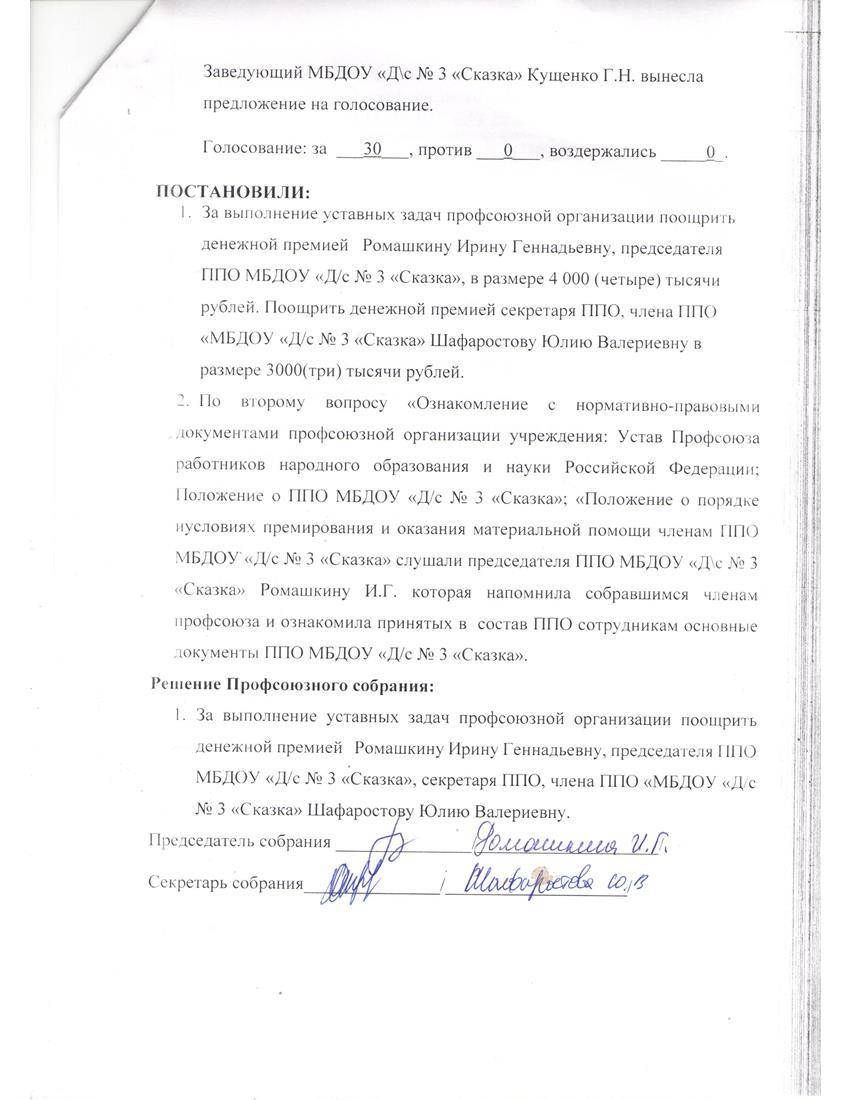 Заведующий МБДОУ «Д\с № 3 «Сказка» Кущенко Г.Н. вынесла
предложение на голосование.
Голосование: за ___30___, против ___0___, воздержались _____0_.
ПОСТАНОВИЛИ:
1. За выполнение уставных задач профсоюзной организации поощрить
денежной премией Ромашкину Ирину Геннадьевну, председателя
ППО МБДОУ «Д/с № 3 «Сказка», в размере 4 000 (четыре) тысячи
рублей. Поощрить денежной премией секретаря ППО, члена ППО
«МБДОУ «Д/с № 3 «Сказка» Шафаростову Юлию Валериевну в
размере 3000(три) тысячи рублей.
2. По второму вопросу «Ознакомление с нормативно-правовыми
документами профсоюзной организации учреждения: Устав Профсоюза
работников народного образования и науки Российской Федерации;
Положение о ППО МБДОУ «Д/с № 3 «Сказка»; «Положение о порядке
иусловиях премирования и оказания материальной помощи членам ППО
МБДОУ «Д/с № 3 «Сказка» слушали председателя ППО МБДОУ «Д\с № 3
«Сказка» Ромашкину И.Г. которая напомнила собравшимся членам
профсоюза и ознакомила принятых в состав ППО сотрудникам основные
документы ППО МБДОУ «Д/с № 3 «Сказка».
Решение Профсоюзного собрания:
1. За выполнение уставных задач профсоюзной организации поощрить
денежной премией Ромашкину Ирину Геннадьевну, председателя ППО
МБДОУ «Д/с № 3 «Сказка», секретаря ППО, члена ППО «МБДОУ «Д/с
№ 3 «Сказка» Шафаростову Юлию Валериевну.
Председатель собрания _______________ Ромашкина И.Г.
Секретарь собрания_______________/ Шафаростова Ю.В